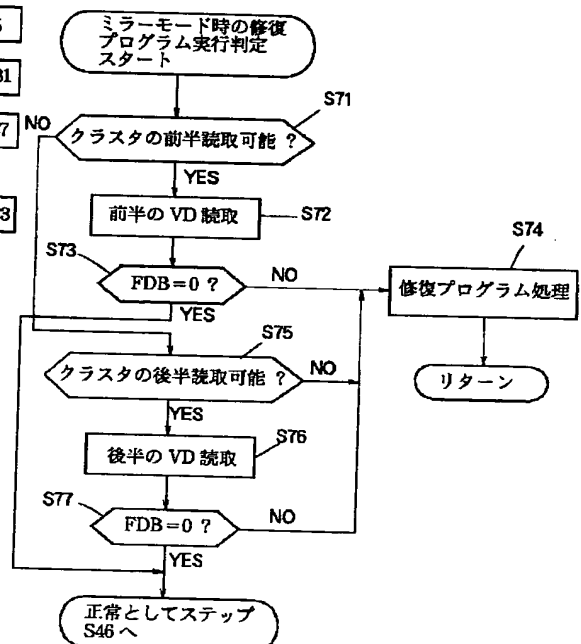 ミラーモード時の修復
プログラム実行判定
スタート
S71
NO
クラスタの前半読取可能 ?
YES
前半の VD 読取
S72
S73
FDB=0 ?
NO
S74
修復プログラム処理
YES
S75
クラスタの後半読取可能 ?
NO
リターン
YES
後半の VD 読取
S76
S77
FDB=0 ?
NO
YES
正常としてステップ
S46 へ